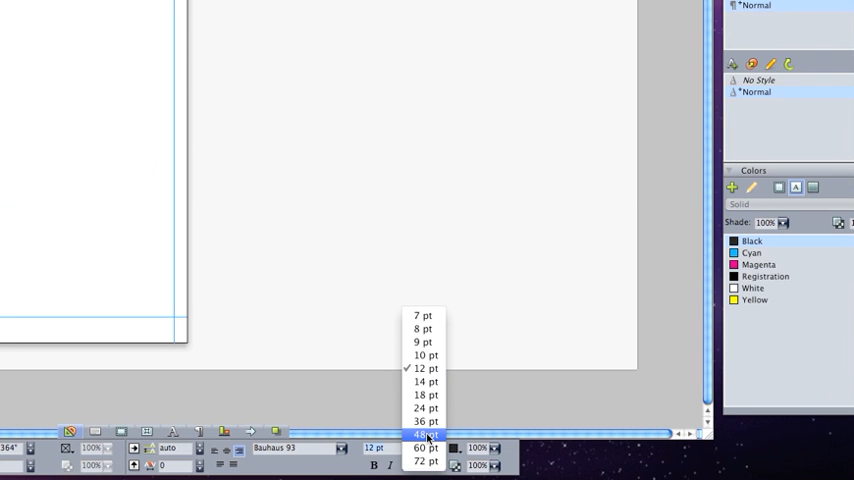 ¶ *Normal
No Style
A *Normal
Colors
Solid
Shade: 100%
Black
Cyan
Magenta
Registration
White
Yellow
7 pt
8 pt
9 pt
10 pt
✓ 12 pt
14 pt
18 pt
24 pt
36 pt
48 pt
60 pt
72 pt
364" 100% auto Bauhaus 93 12 pt 100%
100% 0 B I 100%